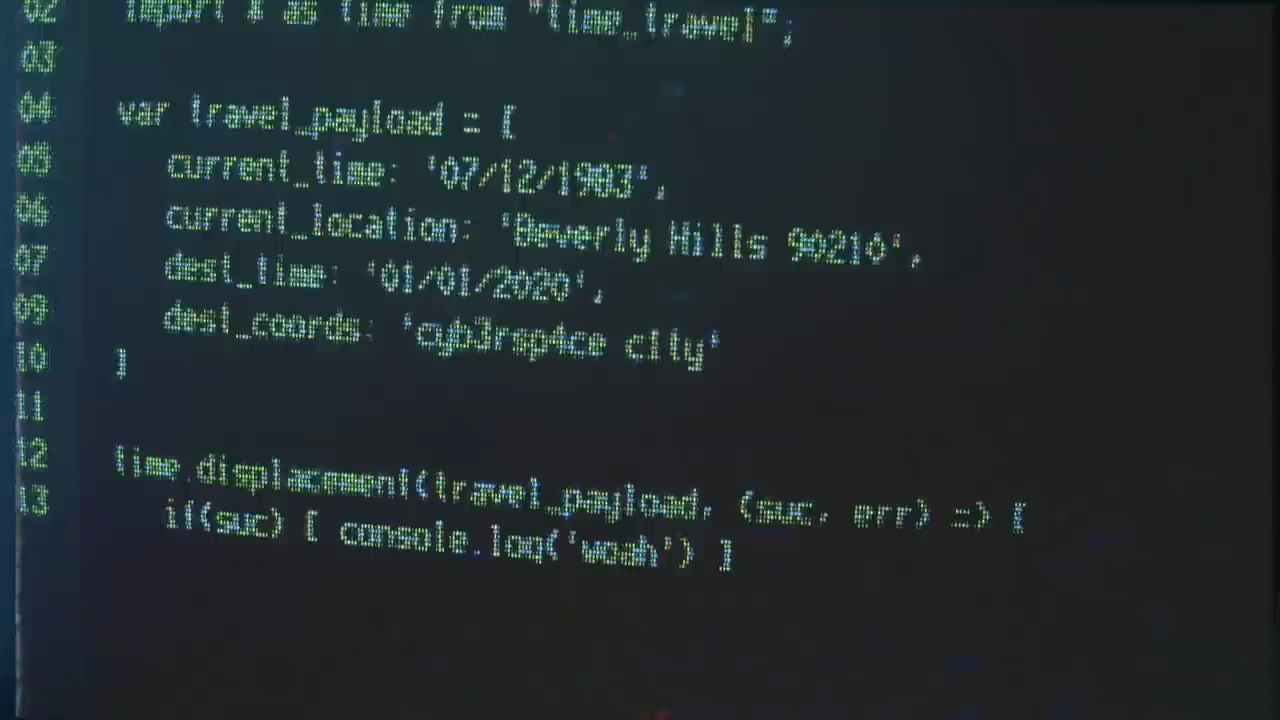 02 import * as time from "time_travel";
03
04 var travel_payload = {
05 current_time: '07/12/1983',
06 current_location: 'Beverly Hills 90210',
07 dest_time: '01/01/2020',
09 dest_coords: 'cyb3rsp4ce city'
10 }
11
12 time.displacement(travel_payload, (suc, err) => {
13 if(suc) { console.log('woah') }